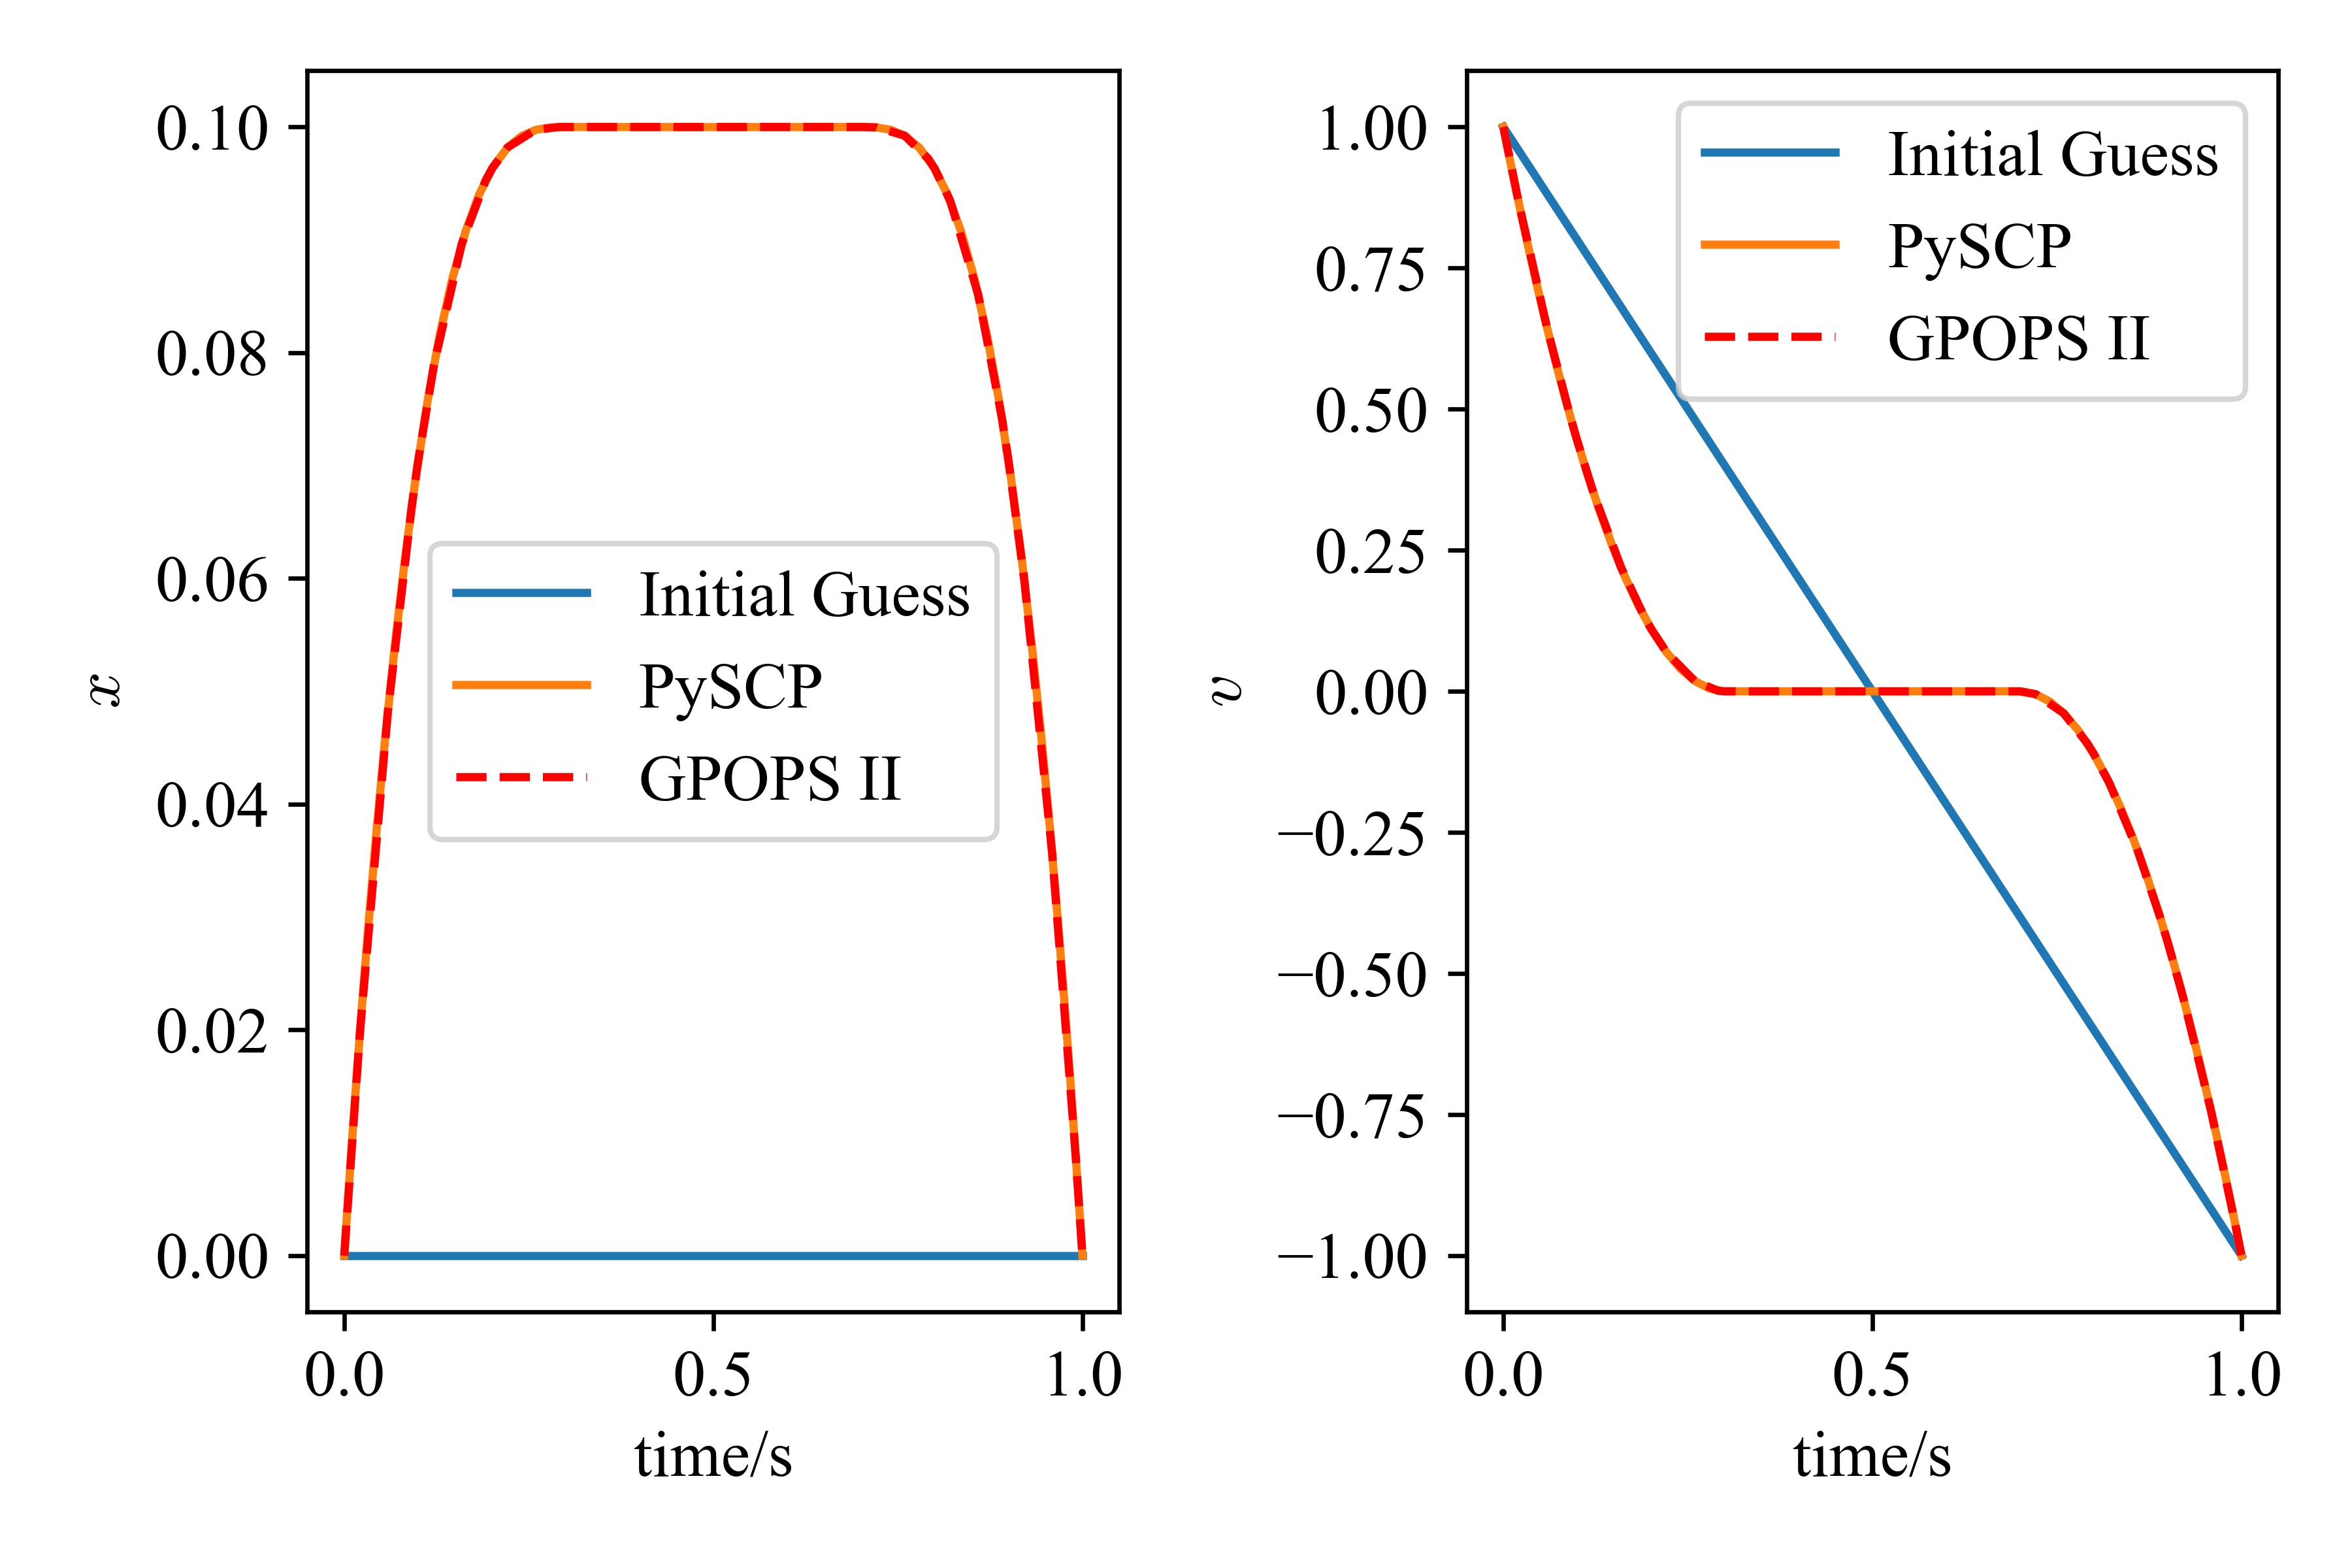 0.10
0.08
0.06
0.04
0.02
0.00
x
Initial Guess
PySCP
GPOPS II
0.0 0.5 1.0
time/s
1.00
0.75
0.50
0.25
0.00
−0.25
−0.50
−0.75
−1.00
v
Initial Guess
PySCP
GPOPS II
0.0 0.5 1.0
time/s